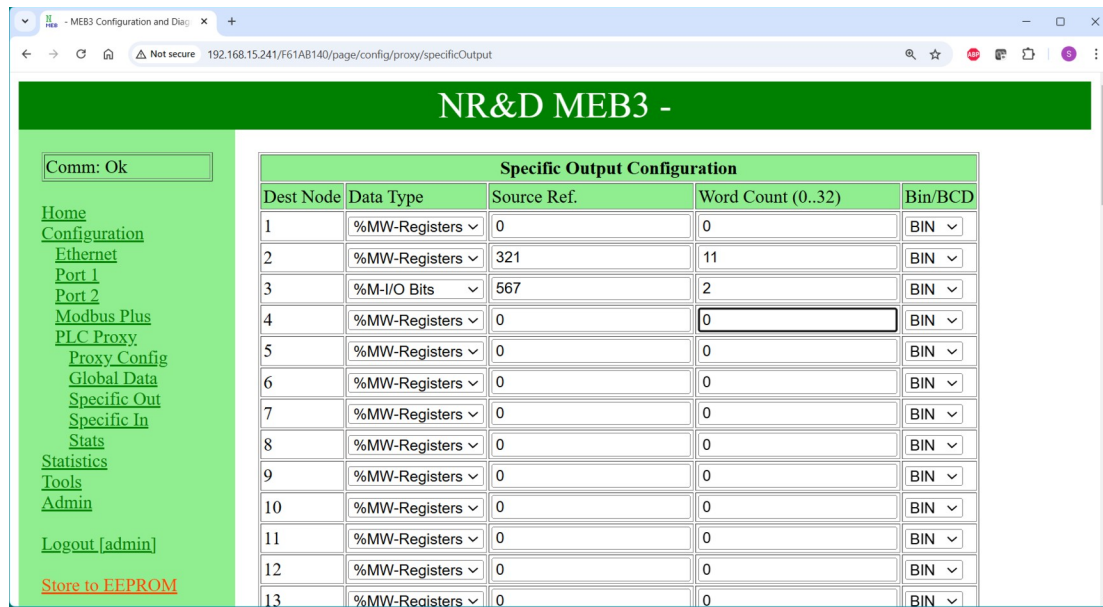 N MEB - MEB3 Configuration and Diag
Not secure 192.168.15.241/F61AB140/page/config/proxy/specificOutput
ABP
S
NR&D MEB3 -
Comm: Ok
Home
Configuration
Ethernet
Port 1
Port 2
Modbus Plus
PLC Proxy
Proxy Config
Global Data
Specific Out
Specific In
Stats
Statistics
Tools
Admin
Logout [admin]
Store to EEPROM
Specific Output Configuration
Dest Node Data Type Source Ref. Word Count (0..32) Bin/BCD
1 %MW-Registers 0 0 BIN
2 %MW-Registers 321 11 BIN
3 %M-I/O Bits 567 2 BIN
4 %MW-Registers 0 0 BIN
5 %MW-Registers 0 0 BIN
6 %MW-Registers 0 0 BIN
7 %MW-Registers 0 0 BIN
8 %MW-Registers 0 0 BIN
9 %MW-Registers 0 0 BIN
10 %MW-Registers 0 0 BIN
11 %MW-Registers 0 0 BIN
12 %MW-Registers 0 0 BIN
13 %MW-Registers 0 0 BIN